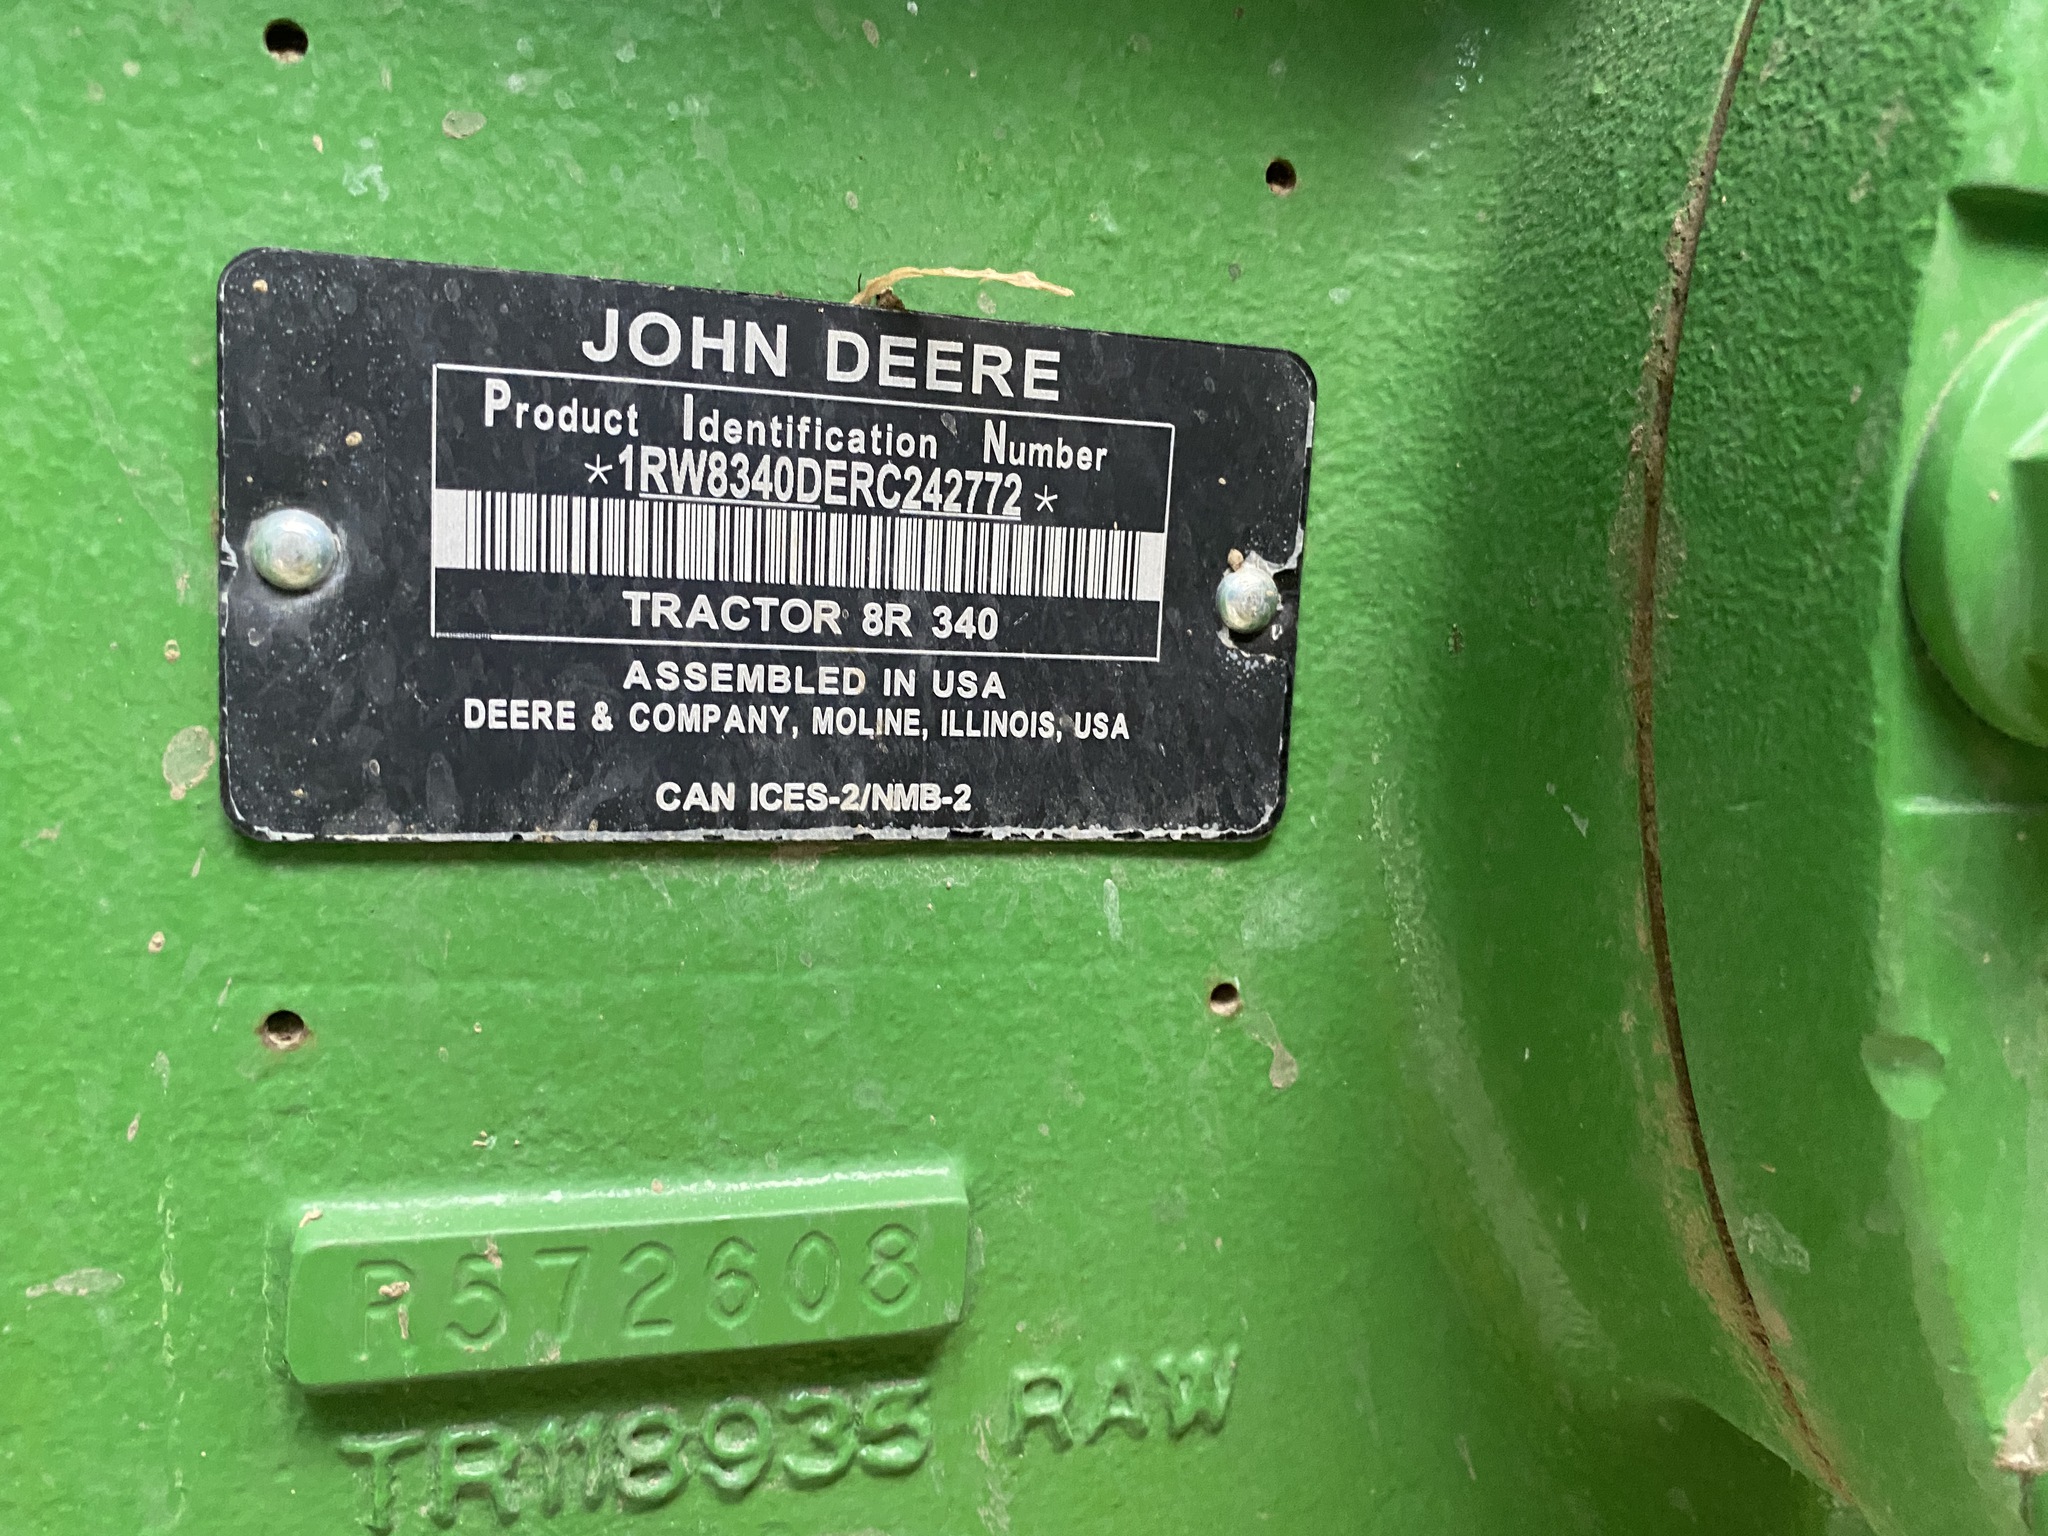 JOHN DEERE
Product Identification Number
*1RW8340DERC242772*
TRACTOR 8R 340
ASSEMBLED IN USA
DEERE & COMPANY, MOLINE, ILLINOIS, USA
CAN ICES-2/NMB-2
R572608
TR118935 RAW